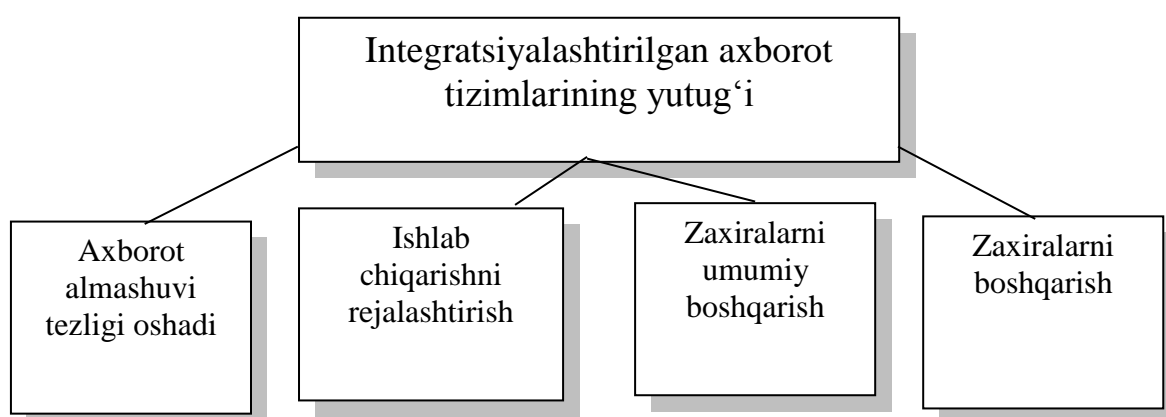 Integratsiyalashtirilgan axborot
tizimlarining yutug‘i
Axborot
almashuvi
tezligi oshadi
Ishlab
chiqarishni
rejalashtirish
Zaxiralarni
umumiy
boshqarish
Zaxiralarni
boshqarish